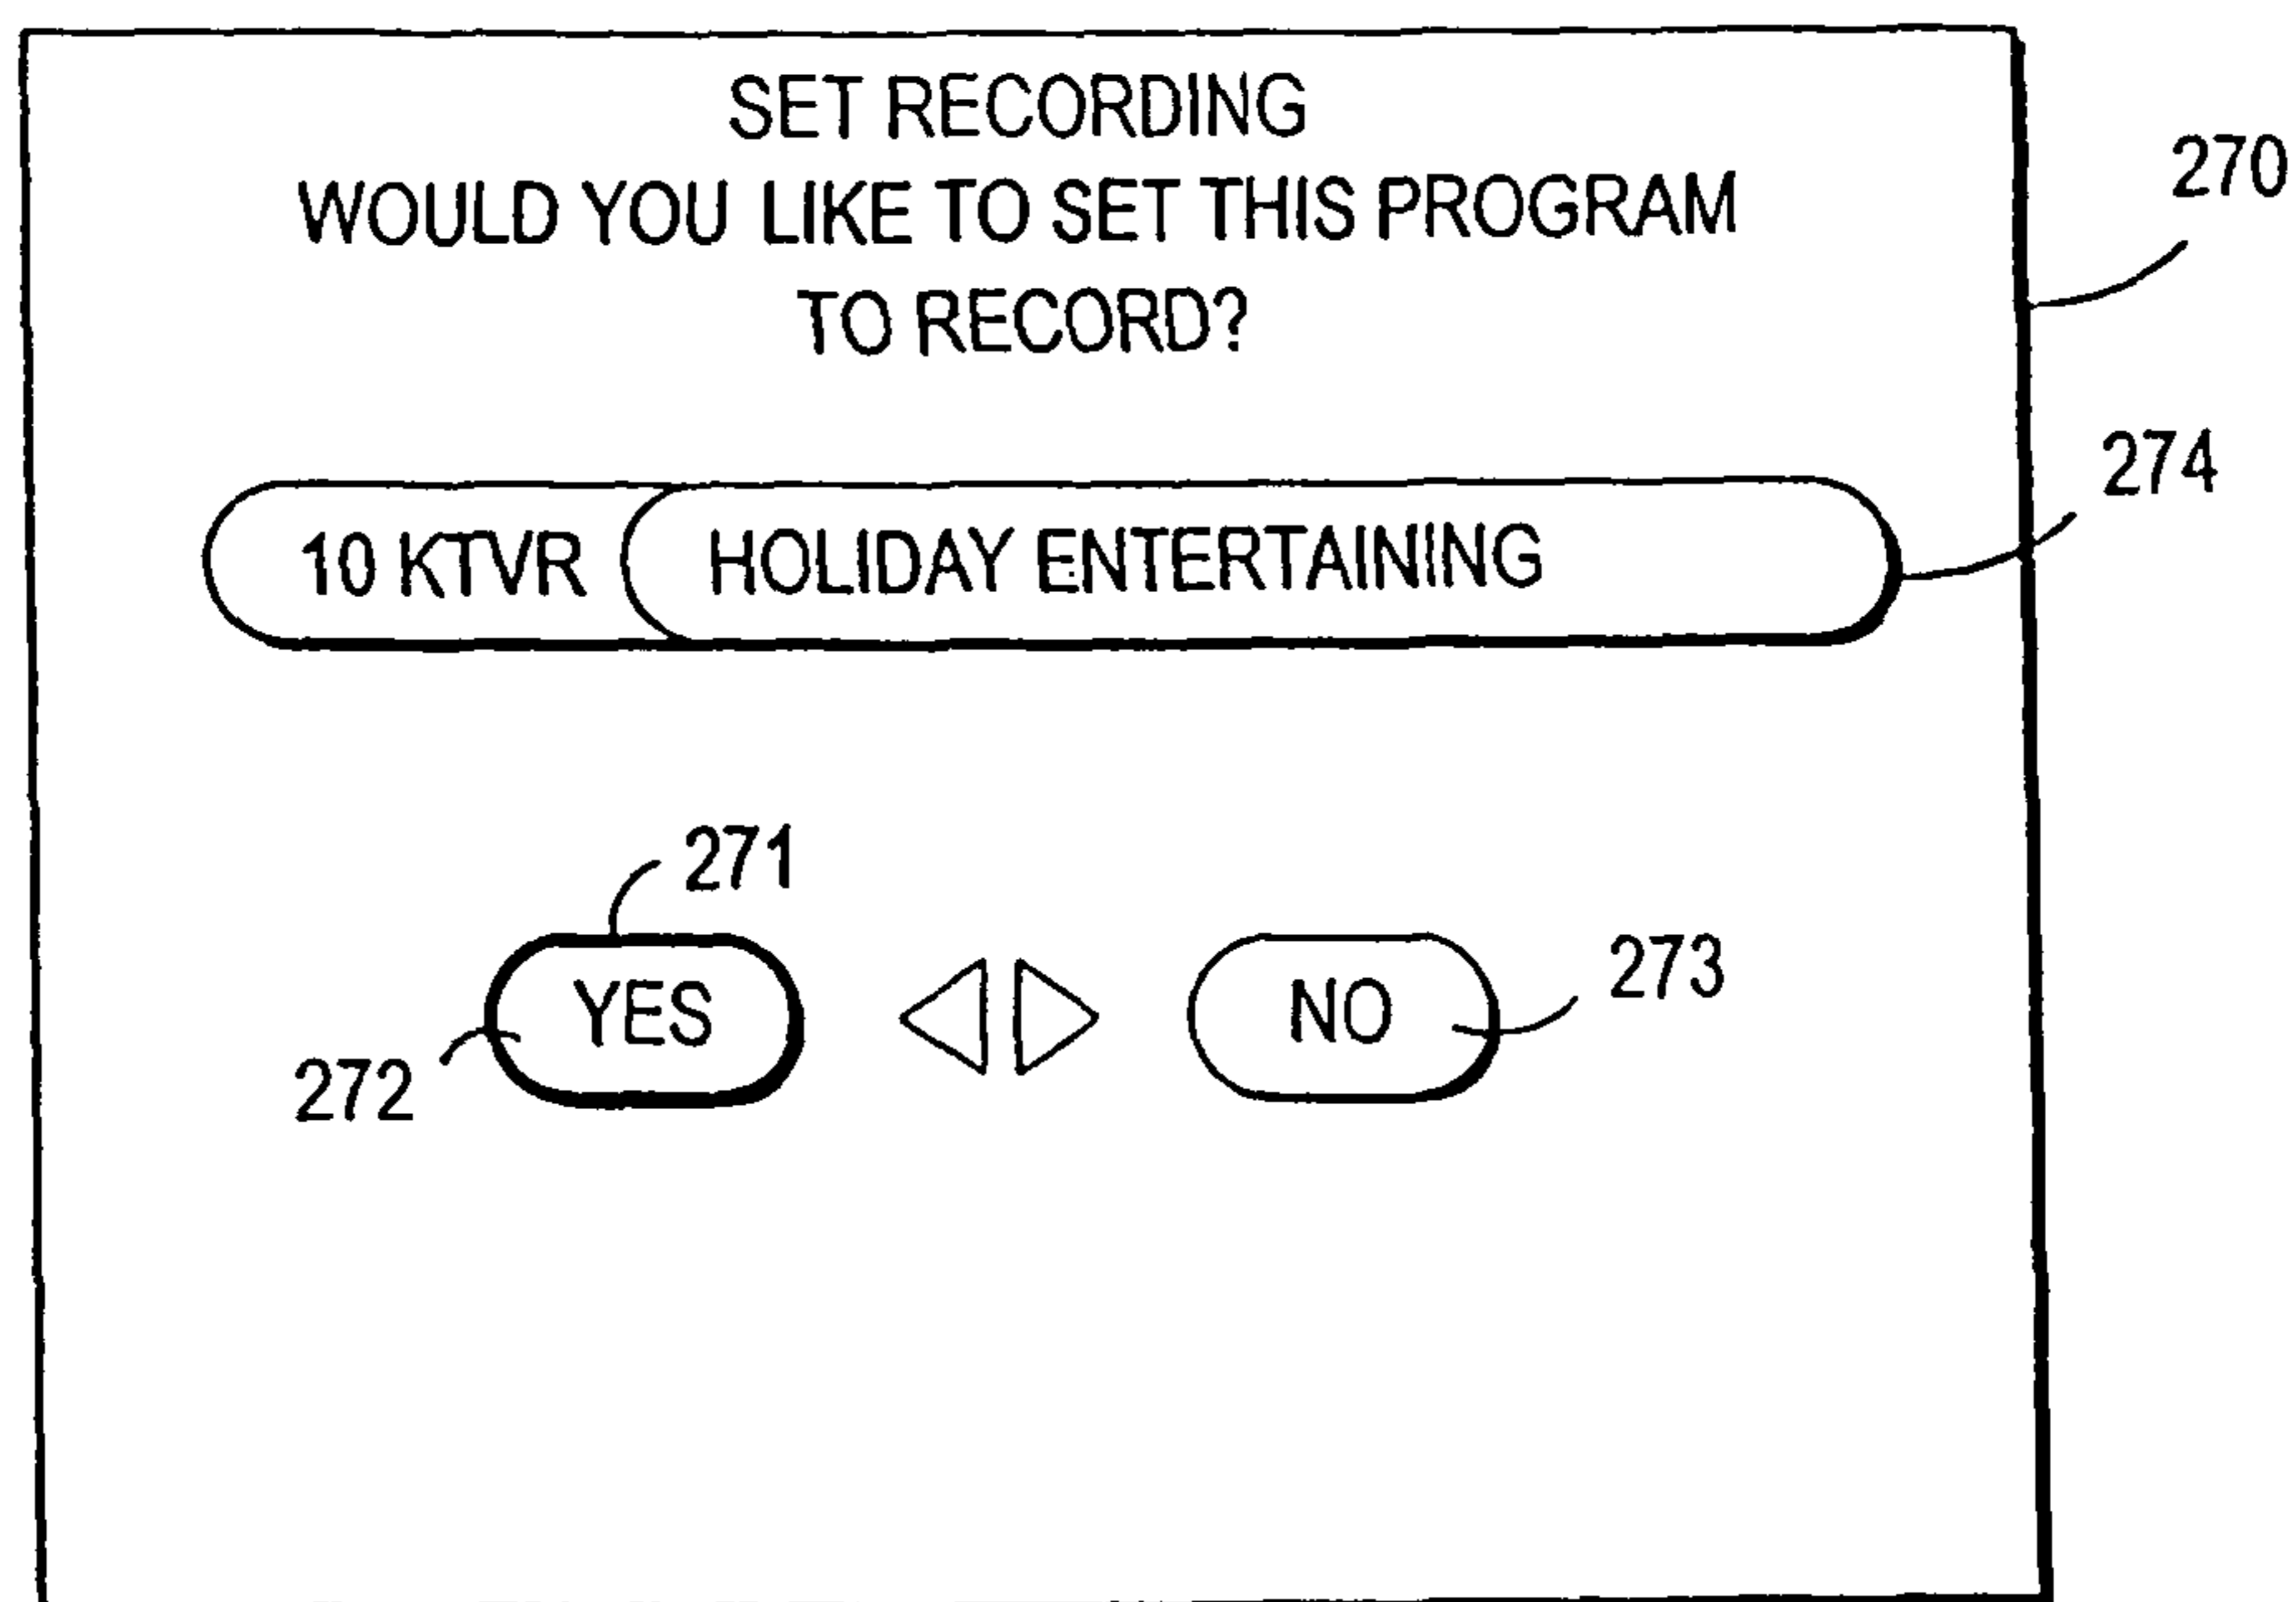 SET RECORDING
WOULD YOU LIKE TO SET THIS PROGRAM
TO RECORD?
270
274
10 KTVR HOLIDAY ENTERTAINING
271
YES NO
273
272